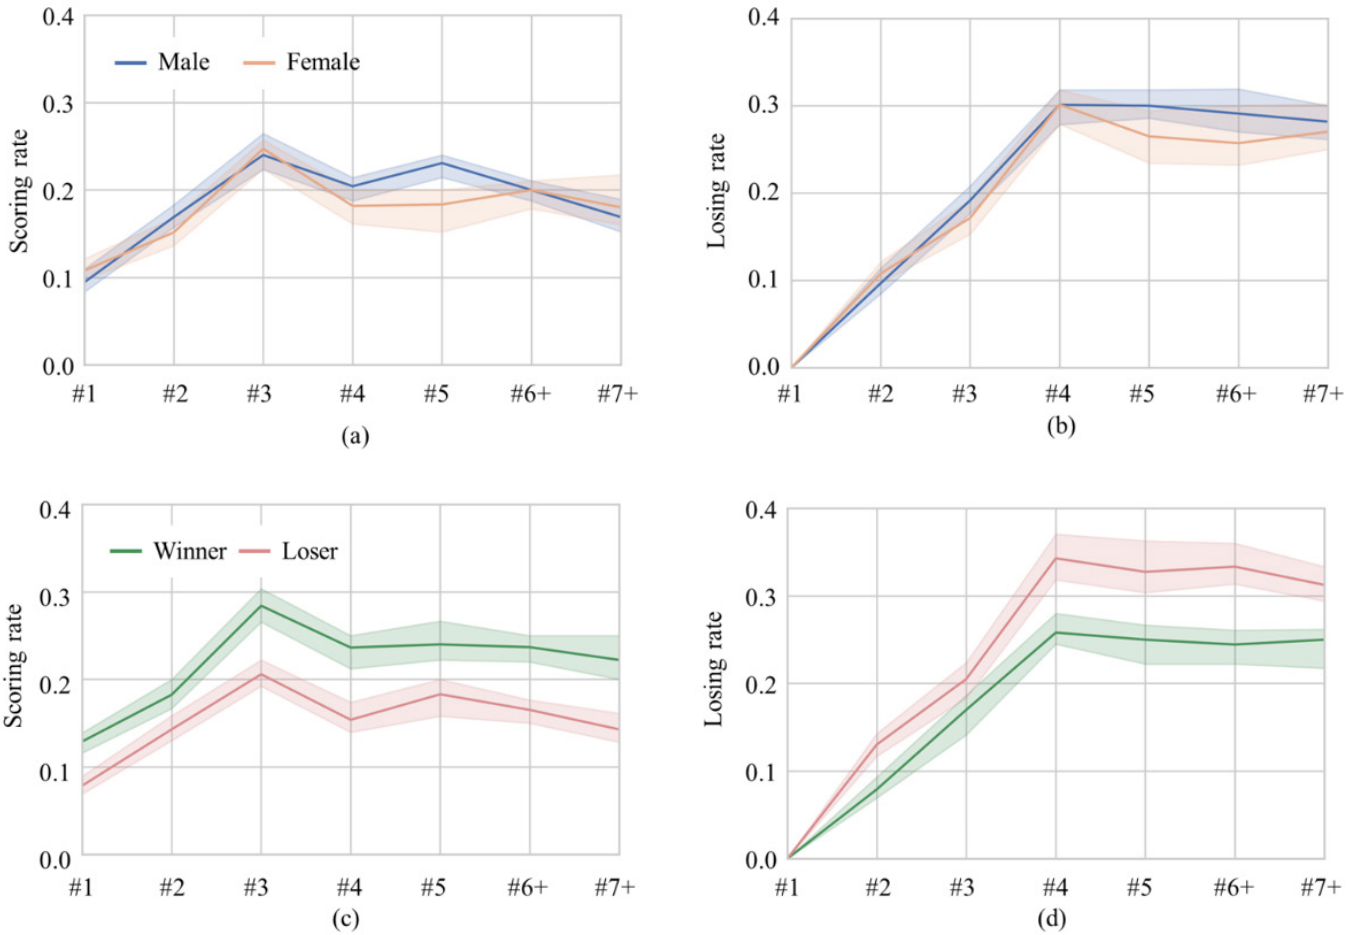 0.4
0.3
0.2
0.1
0.0
Scoring rate
Male Female
#1 #2 #3 #4 #5 #6+ #7+
(a)
0.4
0.3
0.2
0.1
0.0
Losing rate
#1 #2 #3 #4 #5 #6+ #7+
(b)
0.4
0.3
0.2
0.1
0.0
Scoring rate
Winner Loser
#1 #2 #3 #4 #5 #6+ #7+
(c)
0.4
0.3
0.2
0.1
0.0
Losing rate
#1 #2 #3 #4 #5 #6+ #7+
(d)